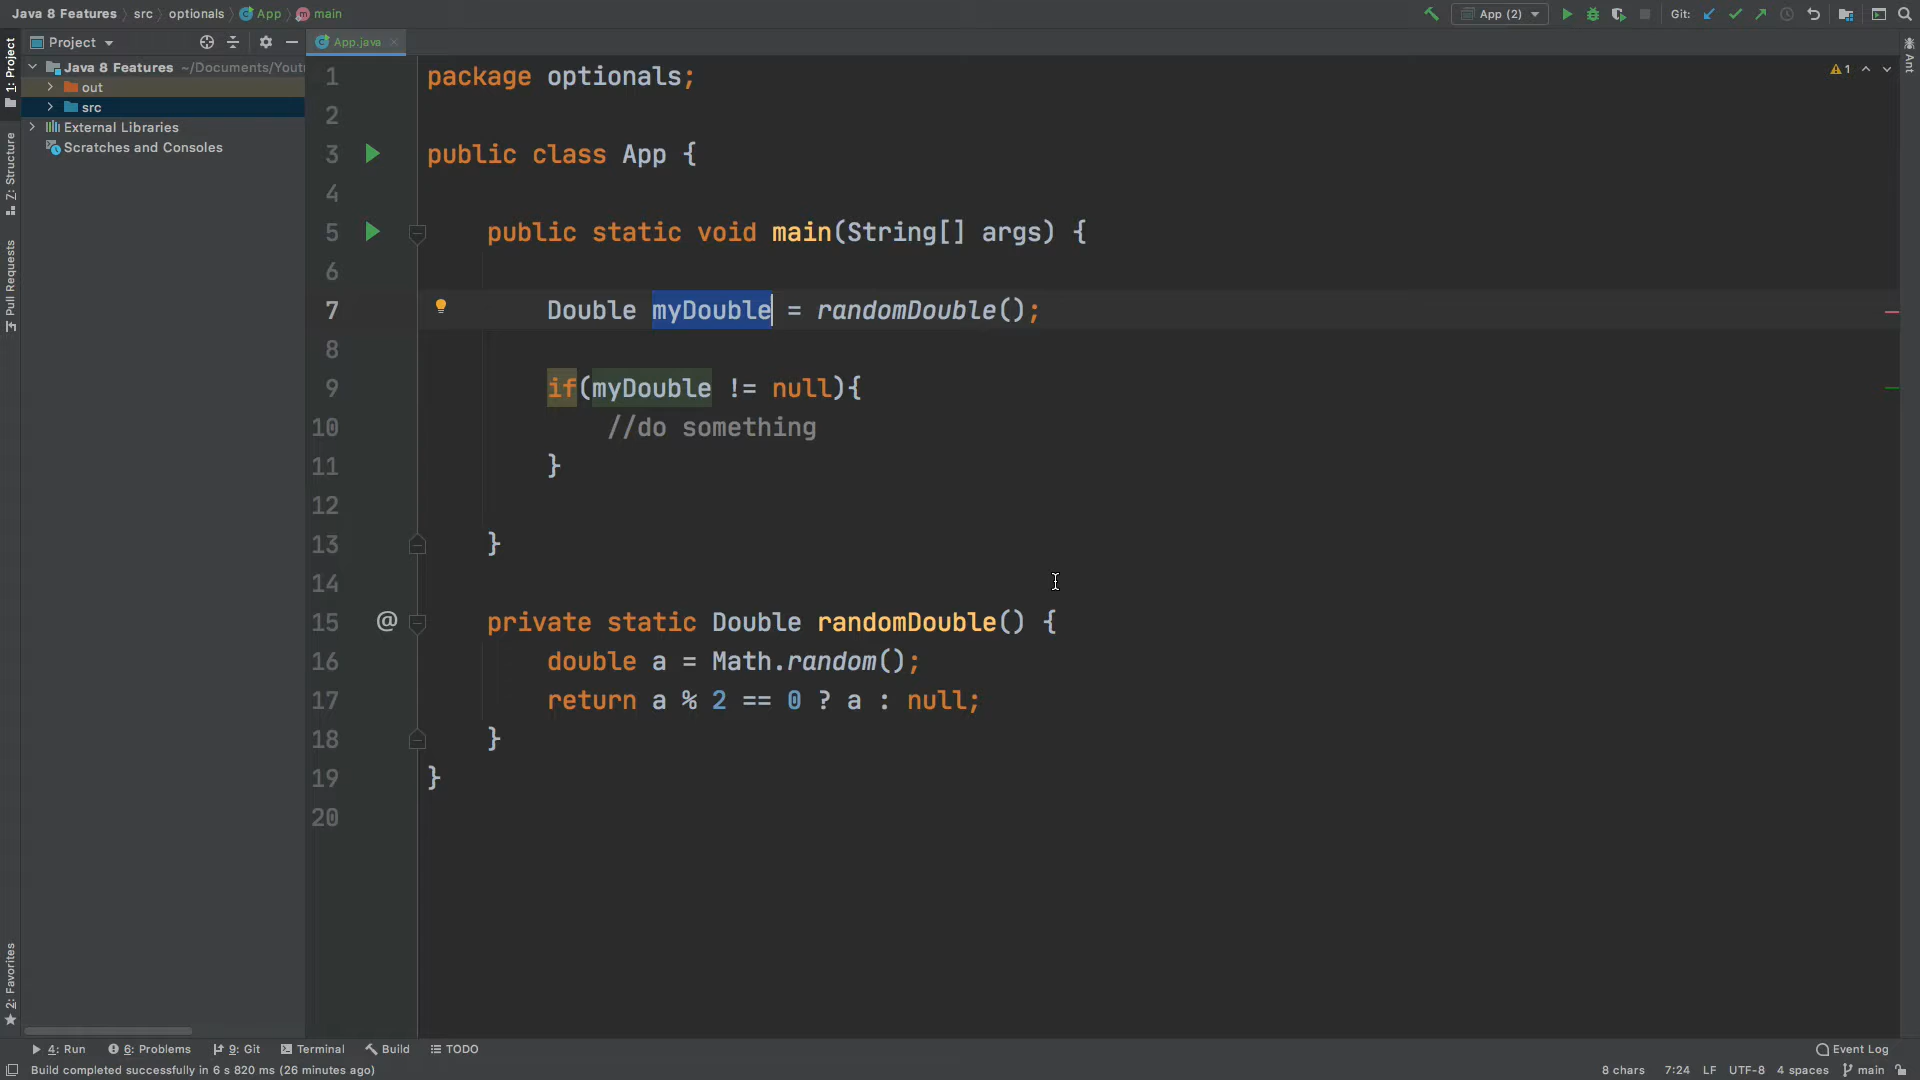 Java 8 Features src optionals App main
App (2) Git:
1: Project
Project
App.java
Java 8 Features ~/Documents/Yout
out
src
External Libraries
Scratches and Consoles
Z: Structure
Pull Requests
2: Favorites
Ant
1
1 package optionals;
2
3 public class App {
4
5 public static void main(String[] args) {
6
7 Double myDouble = randomDouble();
8
9 if(myDouble != null){
10 //do something
11 }
12
13 }
14
15 @ private static Double randomDouble() {
16 double a = Math.random();
17 return a % 2 == 0 ? a : null;
18 }
19 }
20
4: Run 6: Problems 9: Git Terminal Build TODO Event Log
Build completed successfully in 6 s 820 ms (26 minutes ago) 8 chars 7:24 LF UTF-8 4 spaces main